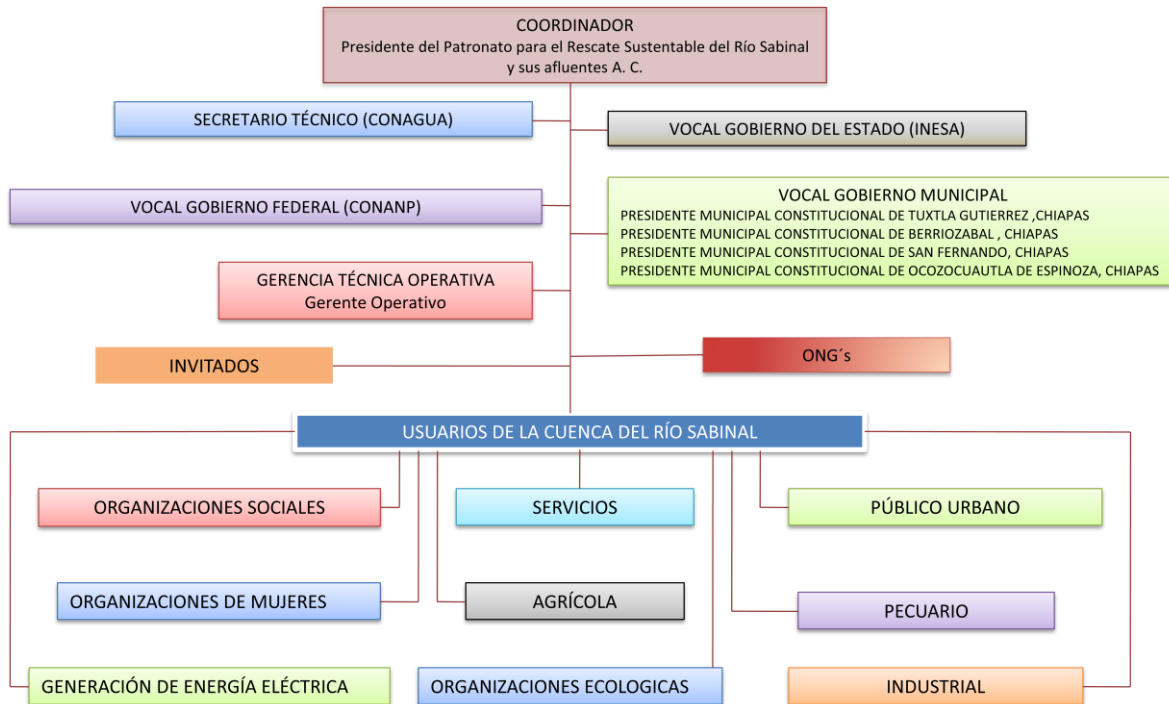 COORDINADOR
Presidente del Patronato para el Rescate Sustentable del Río Sabinal
y sus afluentes A. C.
SECRETARIO TÉCNICO (CONAGUA)
VOCAL GOBIERNO DEL ESTADO (INESA)
VOCAL GOBIERNO FEDERAL (CONANP)
VOCAL GOBIERNO MUNICIPAL
PRESIDENTE MUNICIPAL CONSTITUCIONAL DE TUXTLA GUTIERREZ ,CHIAPAS
PRESIDENTE MUNICIPAL CONSTITUCIONAL DE BERRIOZABAL , CHIAPAS
PRESIDENTE MUNICIPAL CONSTITUCIONAL DE SAN FERNANDO, CHIAPAS
PRESIDENTE MUNICIPAL CONSTITUCIONAL DE OCOZOCUAUTLA DE ESPINOZA, CHIAPAS
GERENCIA TÉCNICA OPERATIVA
Gerente Operativo
INVITADOS
ONG´s
USUARIOS DE LA CUENCA DEL RÍO SABINAL
ORGANIZACIONES SOCIALES
SERVICIOS
PÚBLICO URBANO
ORGANIZACIONES DE MUJERES
AGRÍCOLA
PECUARIO
GENERACIÓN DE ENERGÍA ELÉCTRICA
ORGANIZACIONES ECOLOGICAS
INDUSTRIAL